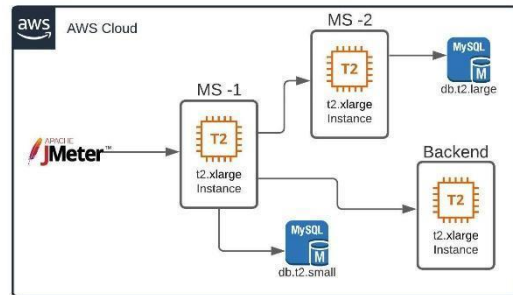 aws
AWS Cloud
MS -2
T2
t2.xlarge
Instance
MySQL
M
db.t2.large
MS -1
T2
t2.xlarge
Instance
APACHE
JMeter™
Backend
T2
t2.xlarge
Instance
MySQL
M
db.t2.small